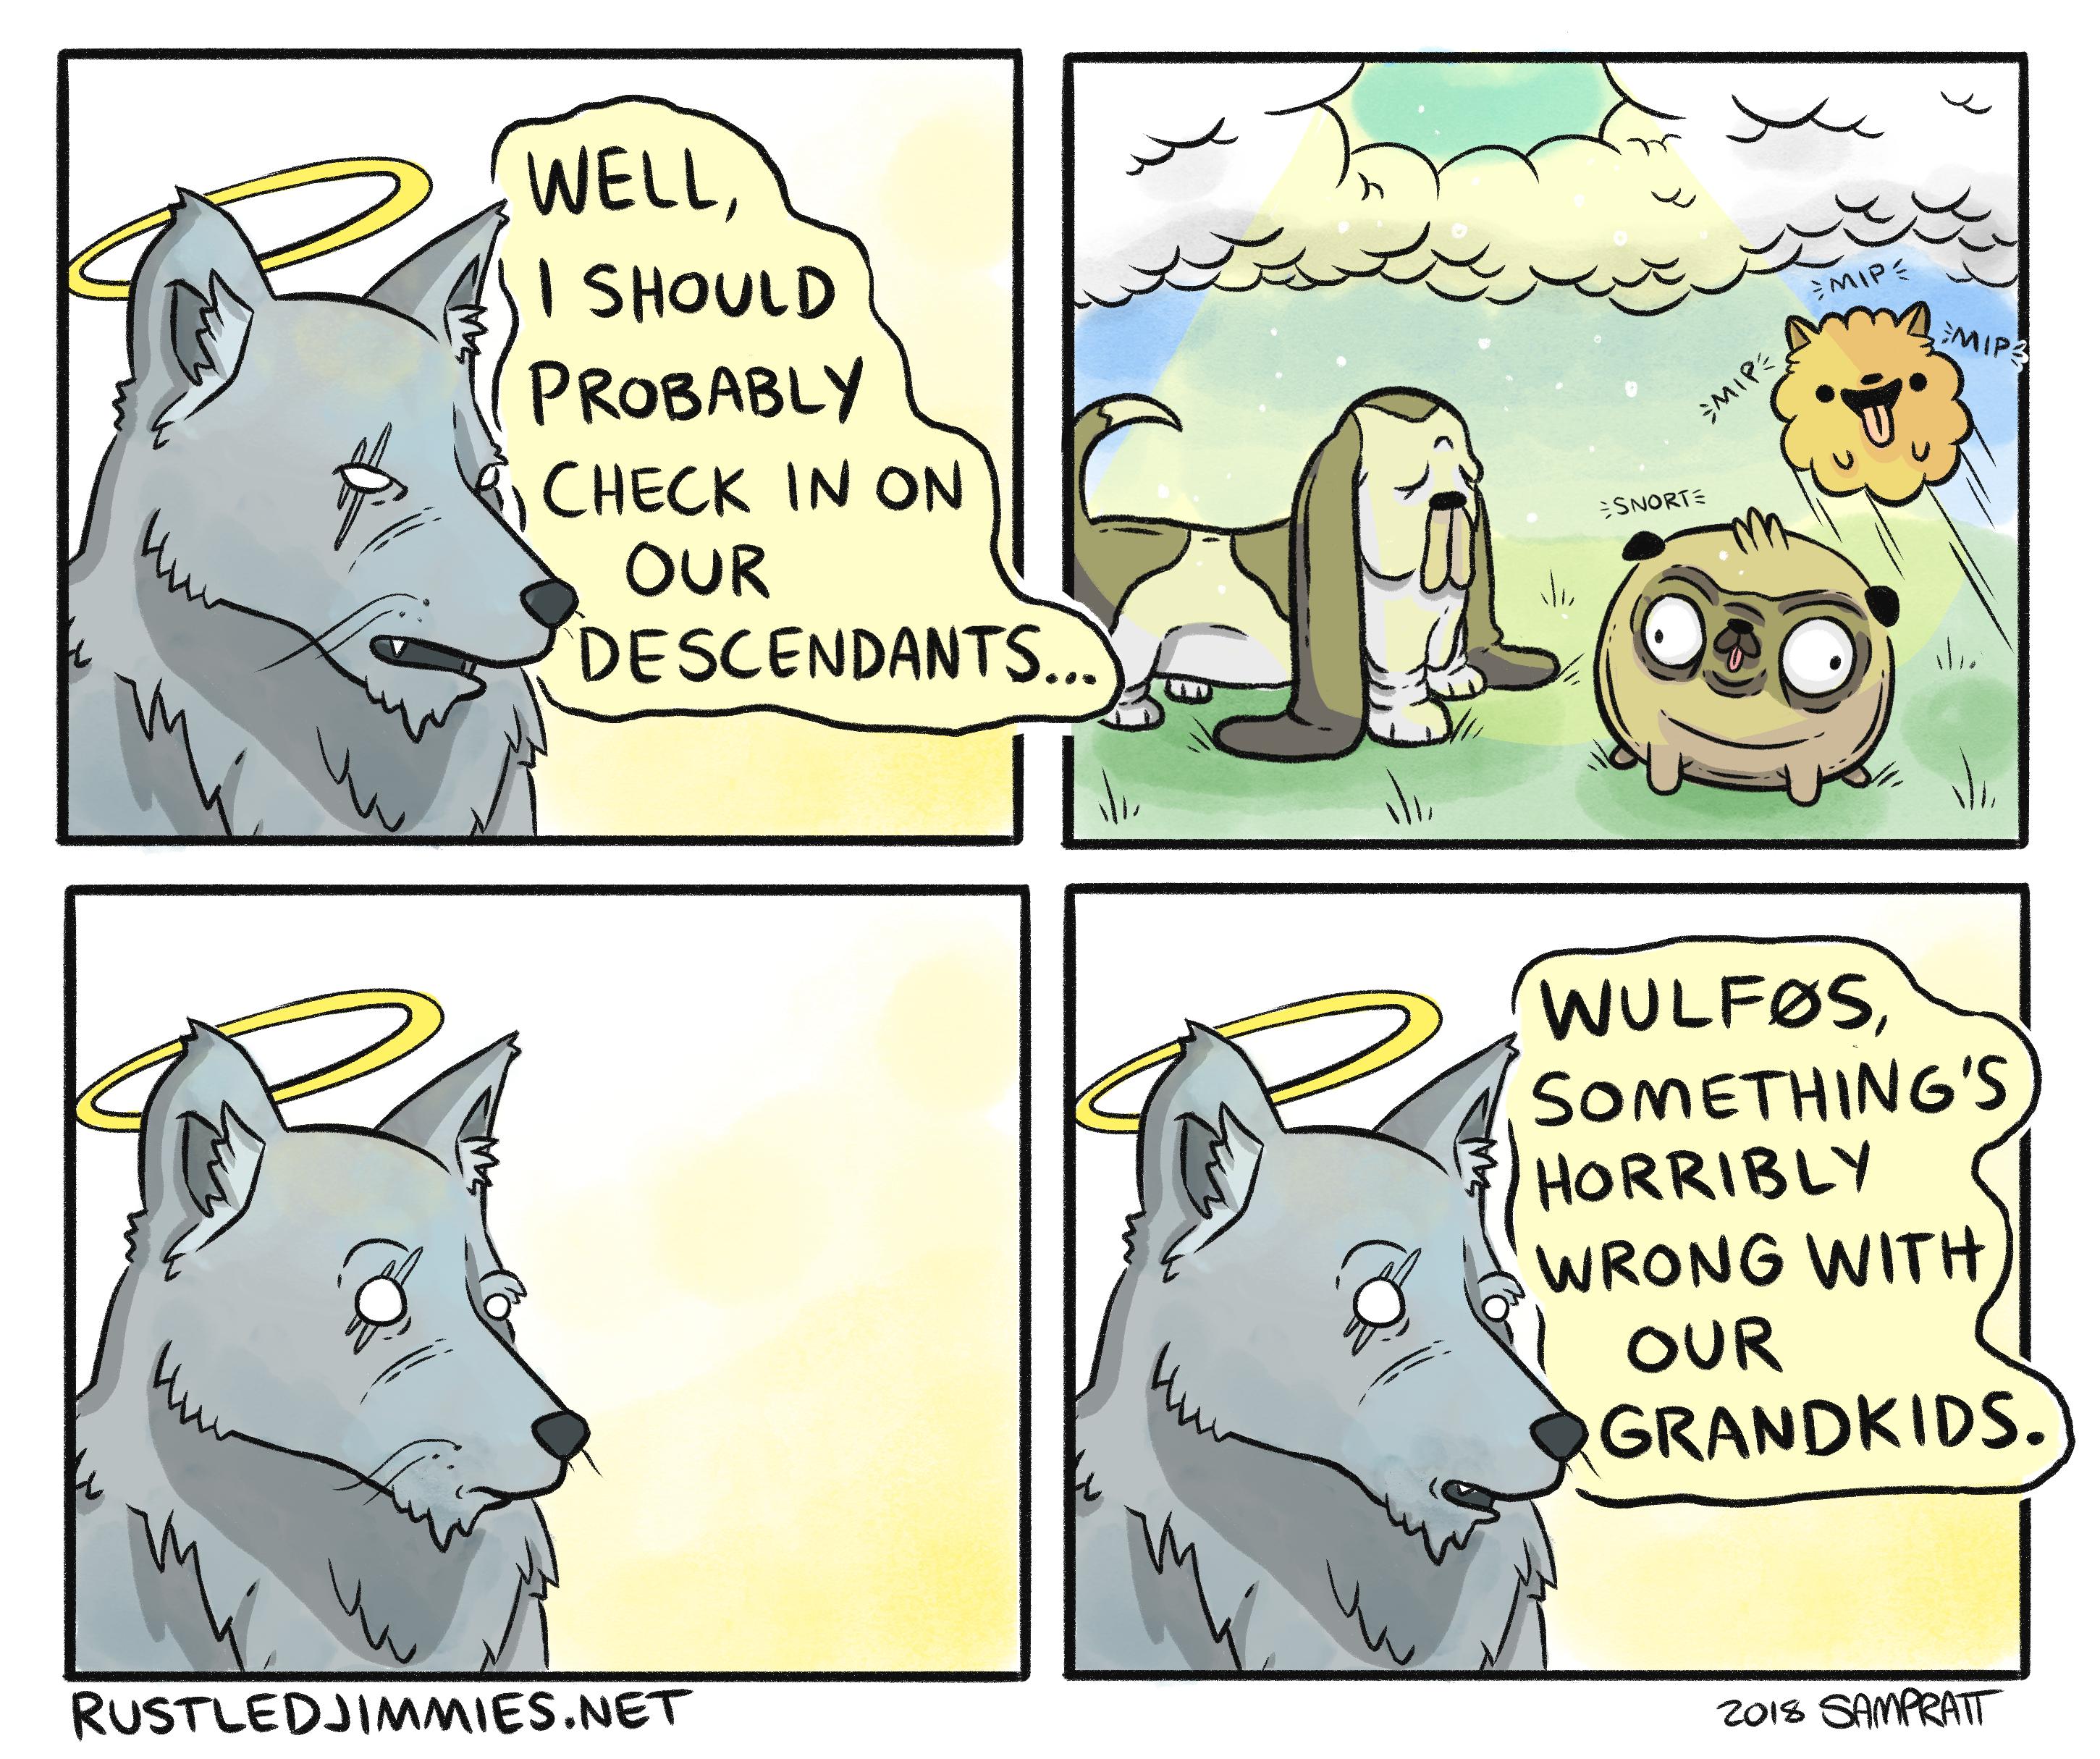 WELL,
I SHOULD
PROBABLY
CHECK IN ON
OUR
DESCENDANTS...
MIP
MIP
MIP
SNORT
WULFØS,
SOMETHING'S
HORRIBLY
WRONG WITH
OUR
GRANDKIDS.
RUSTLEDJIMMIES.NET
2018 SAMPRATT